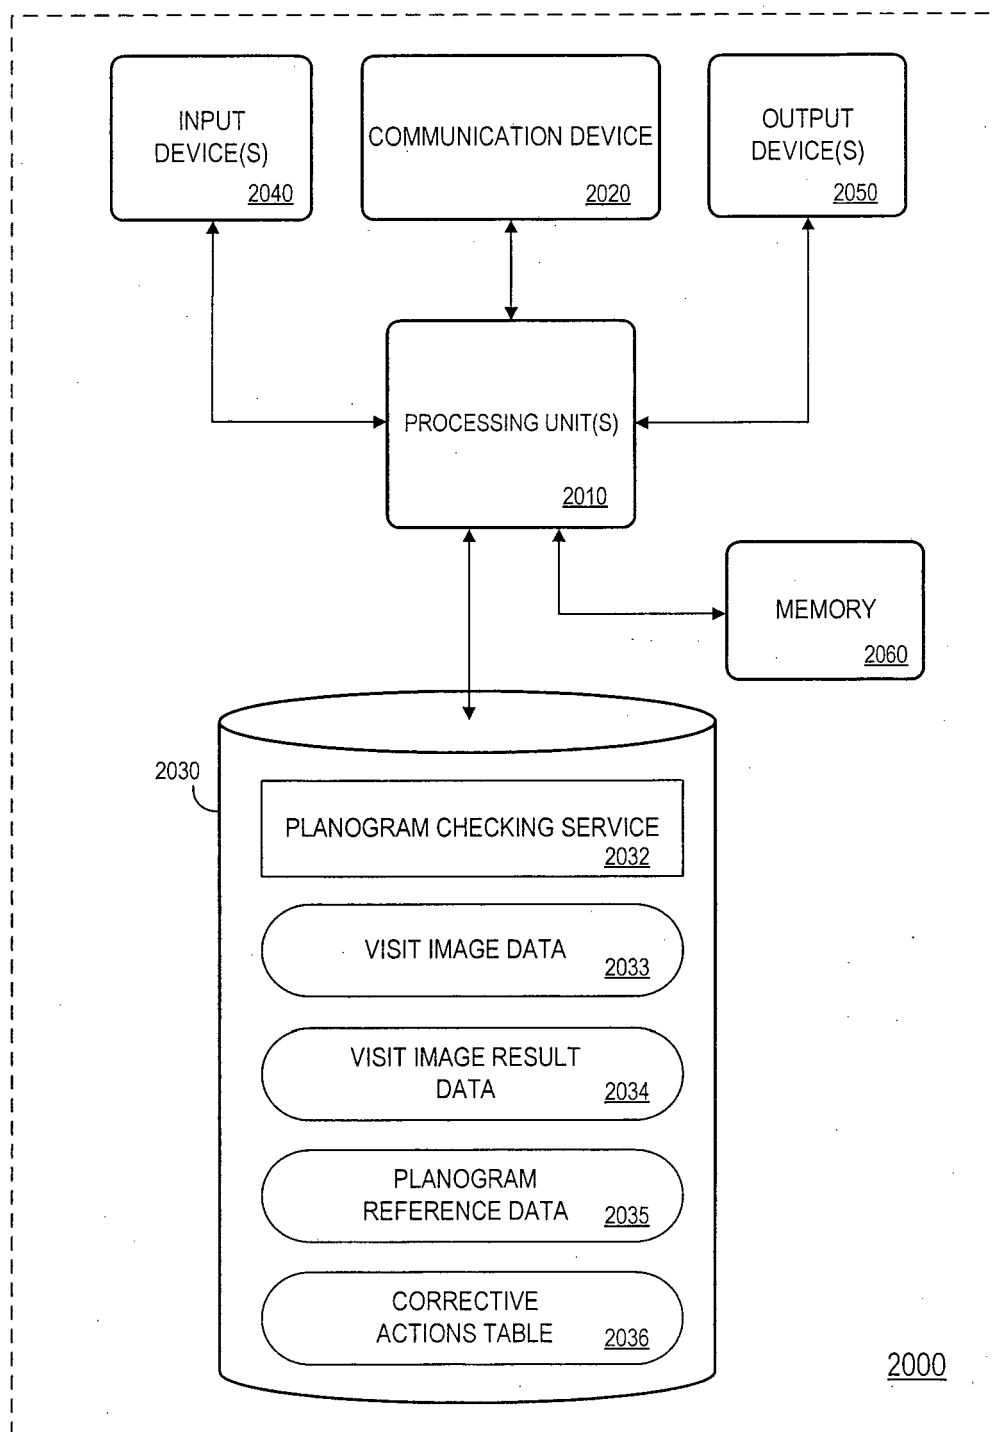 INPUT
DEVICE(S)
2040
COMMUNICATION DEVICE
2020
OUTPUT
DEVICE(S)
2050
PROCESSING UNIT(S)
2010
MEMORY
2060
2030
PLANOGRAM CHECKING SERVICE
2032
VISIT IMAGE DATA
2033
VISIT IMAGE RESULT
DATA
2034
PLANOGRAM
REFERENCE DATA
2035
CORRECTIVE
ACTIONS TABLE
2036
2000